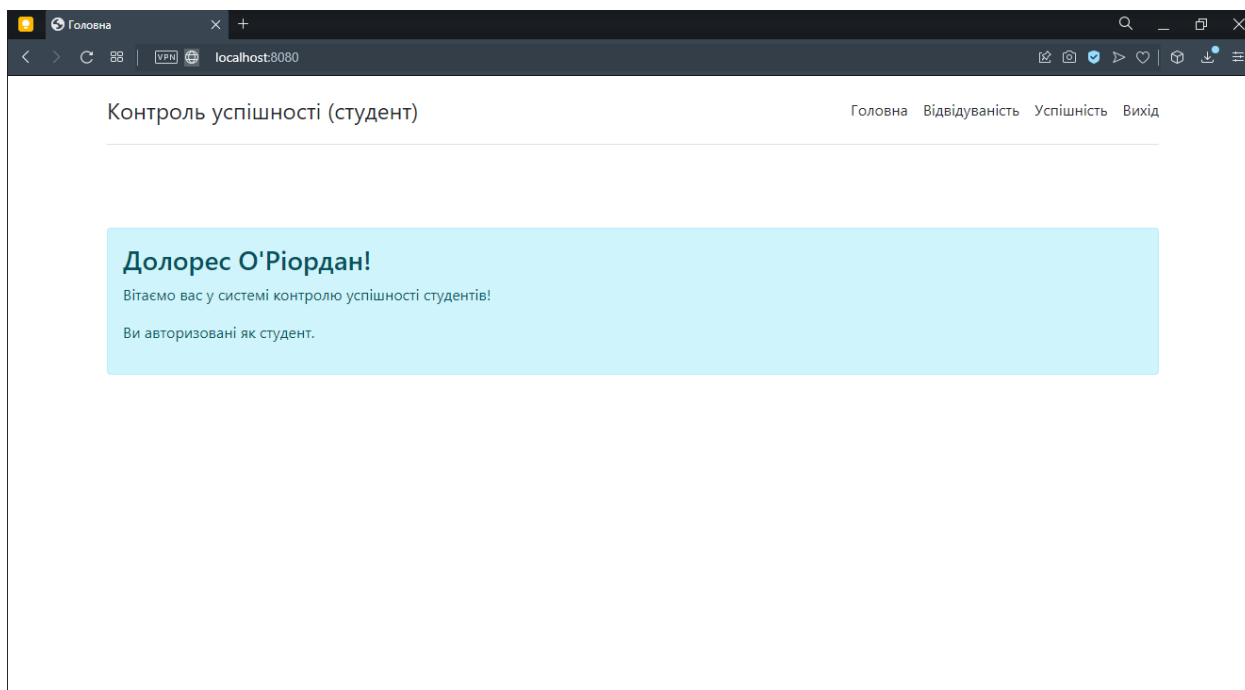 Головна
VPN localhost:8080
Контроль успішності (студент)
Головна Відвідуваність Успішність Вихід
Долорес О'Ріордан!
Вітаємо вас у системі контролю успішності студентів!
Ви авторизовані як студент.